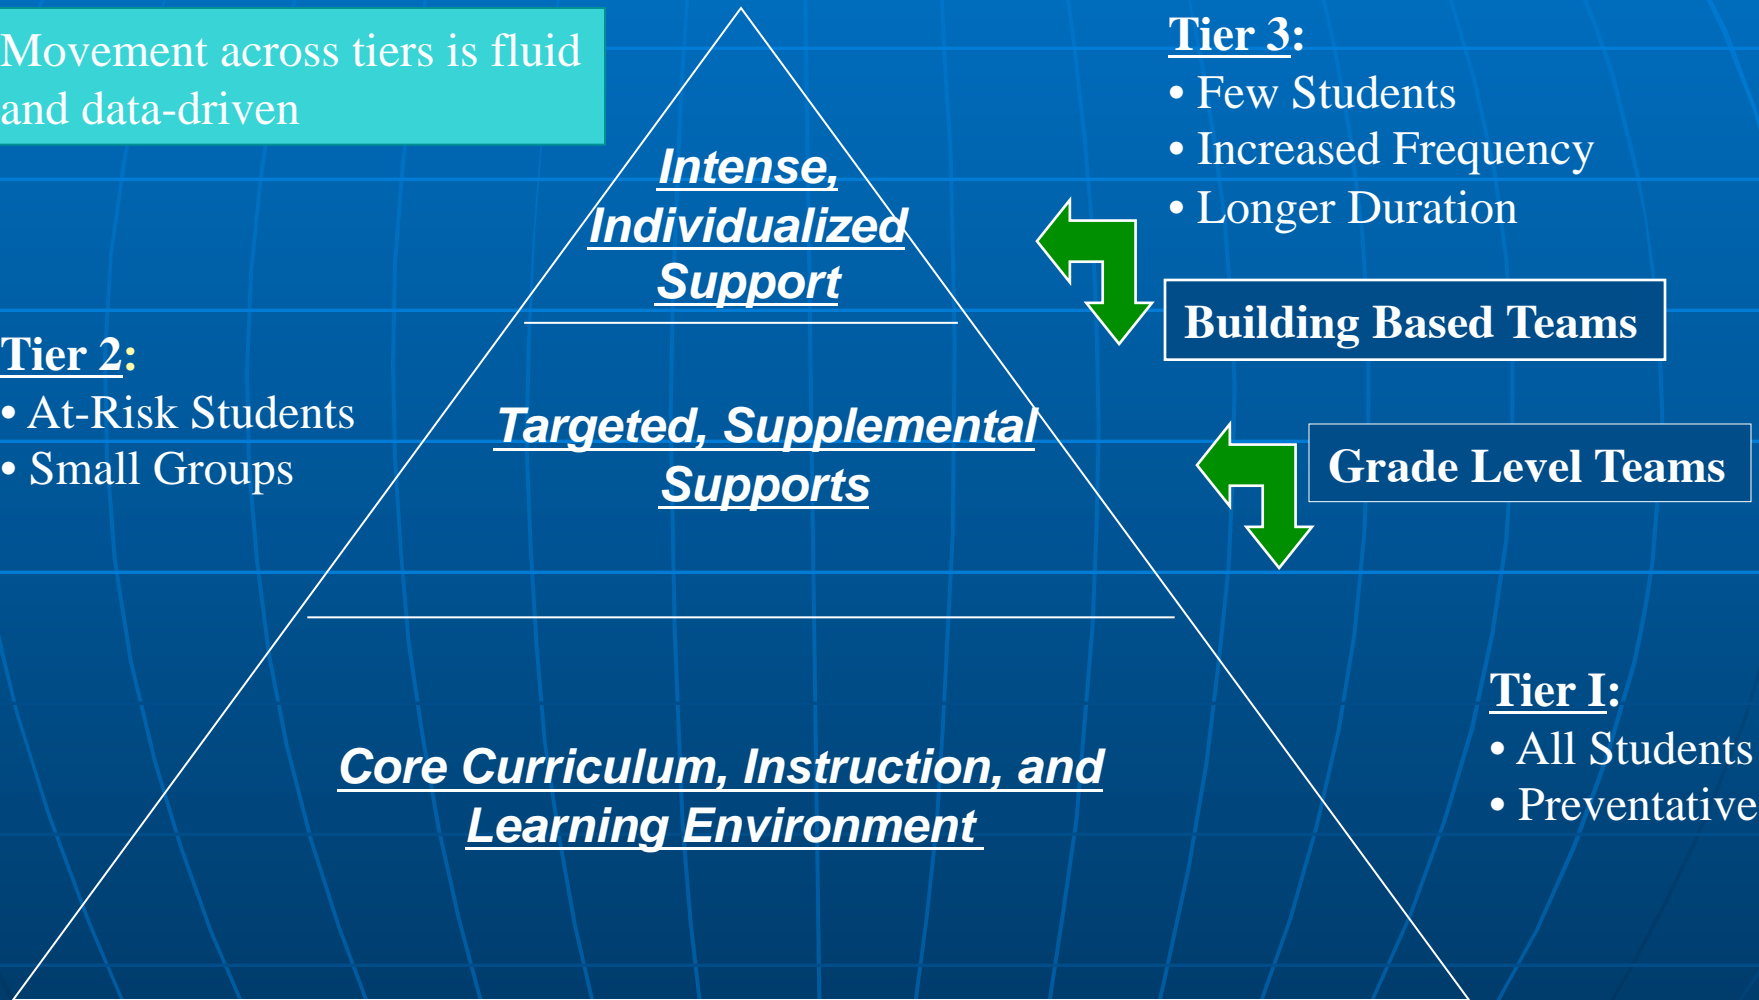 Movement across tiers is fluid
and data-driven
Tier 3:
• Few Students
• Increased Frequency
• Longer Duration
Intense,
Individualized
Support
Building Based Teams
Tier 2:
• At-Risk Students
• Small Groups
Targeted, Supplemental
Supports
Grade Level Teams
Tier I:
• All Students
• Preventative
Core Curriculum, Instruction, and
Learning Environment